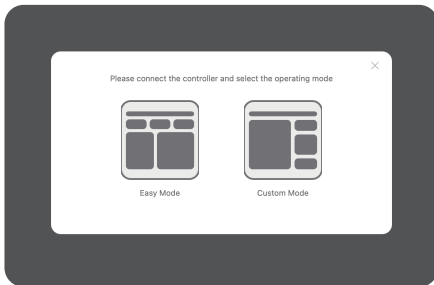 Please connect the controller and select the operating mode
Easy Mode
Custom Mode